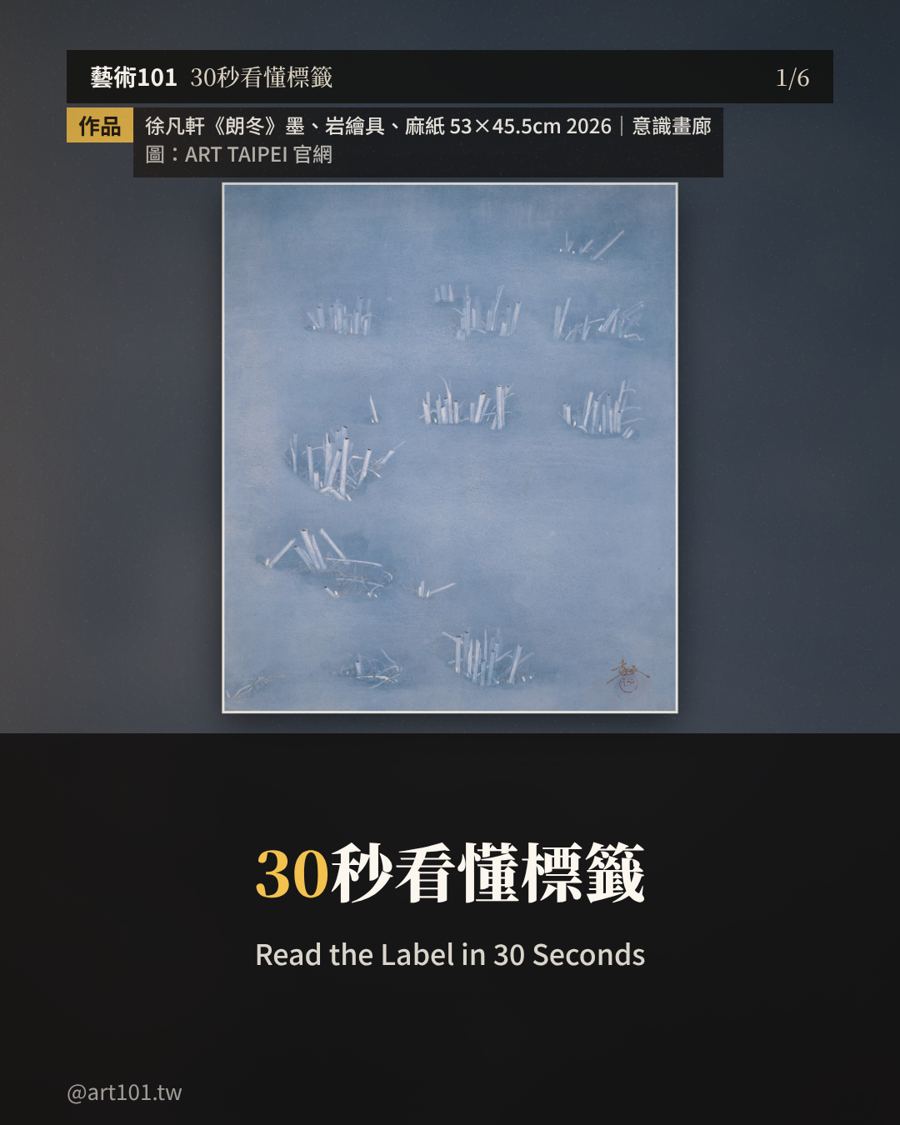 藝術101 30秒看懂標籤 1/6
作品 徐凡軒《朗冬》墨、岩繪具、麻紙 53×45.5cm 2026｜意識畫廊
圖：ART TAIPEI 官網
30秒看懂標籤
Read the Label in 30 Seconds
@art101.tw